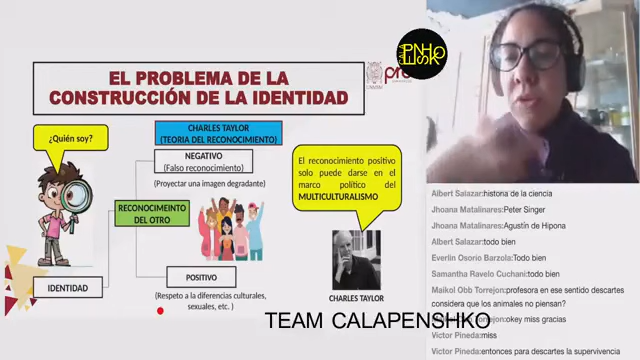 EL PROBLEMA DE LA
CONSTRUCCIÓN DE LA IDENTIDAD
¿Quién soy?
CHARLES TAYLOR
(TEORIA DEL RECONOCIMIENTO)
NEGATIVO
(Falso reconocimiento)
(Proyectar una imagen degradante)
RECONOCIMEINTO
DEL OTRO
El reconocimiento positivo
solo puede darse en el
marco político del
MULTICULTURALISMO
IDENTIDAD
POSITIVO
(Respeto a la diferencias culturales,
sexuales, etc. )
CHARLES TAYLOR
TEAM CALAPENSHKO
Albert Salazar:historia de la ciencia
Jhoana Matalinares:Peter Singer
Jhoana Matalinares:Agustín de Hipona
Albert Salazar:todo bien
Everlin Osorio Barzola:Todo bien
Samantha Ravelo Cuchani:todo bien
Maikol Obb Torrejon:profesora en ese sentido descartes
considera que los animales no piensan?
Torrejon:okey miss gracias
Victor Pineda:miss
Victor Pineda:entonces para descartes la supervivencia